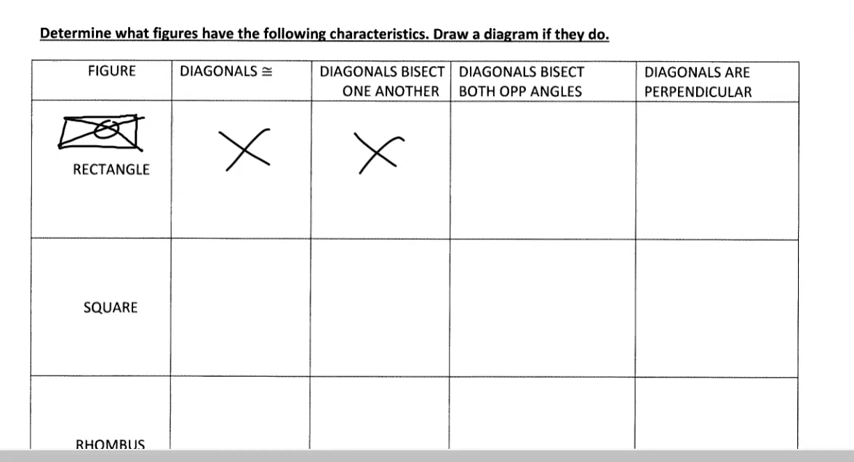 Determine what figures have the following characteristics. Draw a diagram if they do.
FIGURE DIAGONALS ≅ DIAGONALS BISECT ONE ANOTHER DIAGONALS BISECT BOTH OPP ANGLES DIAGONALS ARE PERPENDICULAR
RECTANGLE X X
SQUARE
RHOMBUS